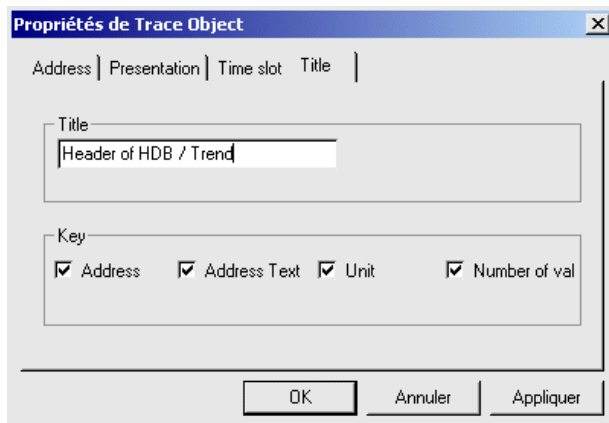 Propriétés de Trace Object
Address Presentation Time slot Title
Title
Header of HDB / Trend
Key
Address Address Text Unit Number of val
OK Annuler Appliquer